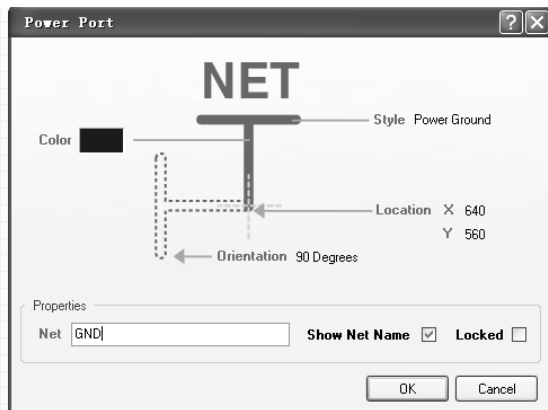 Power Port
NET
Style Power Ground
Color
Location X 640
Y 560
Orientation 90 Degrees
Properties
Net GND Show Net Name Locked
OK Cancel